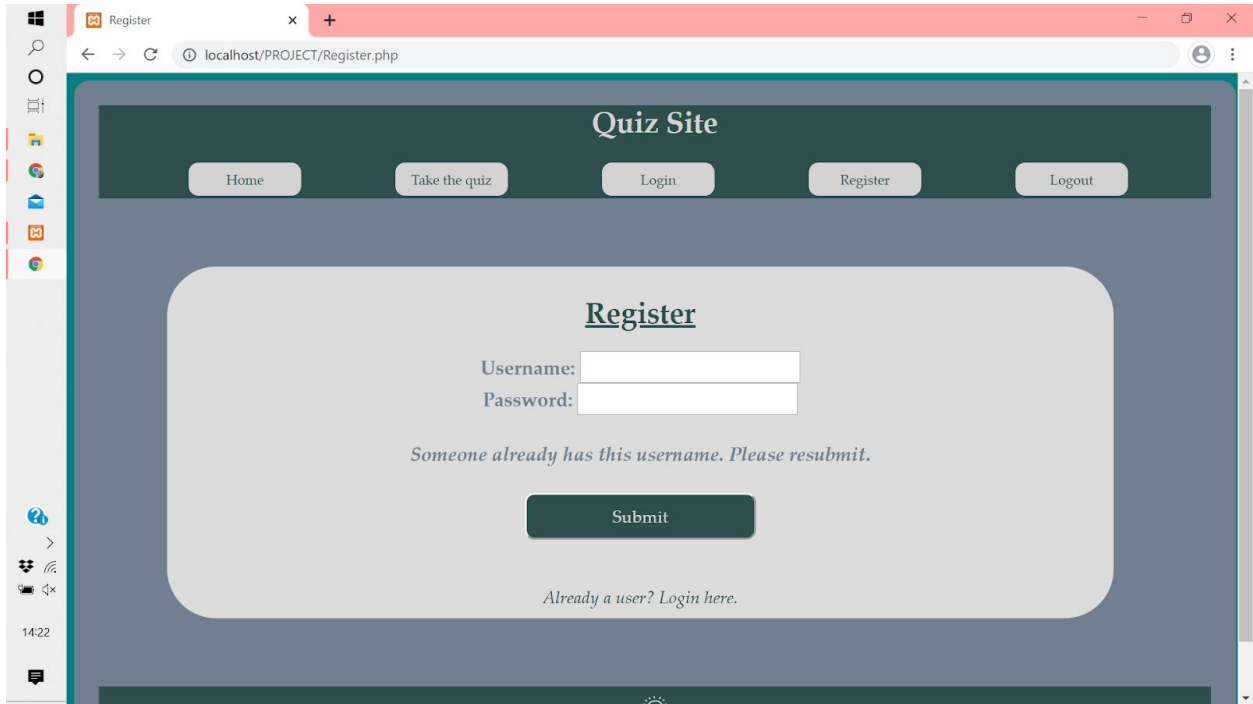 Register
localhost/PROJECT/Register.php
Quiz Site
Home Take the quiz Login Register Logout
Register
Username:
Password:
Someone already has this username. Please resubmit.
Submit
Already a user? Login here.
14:22